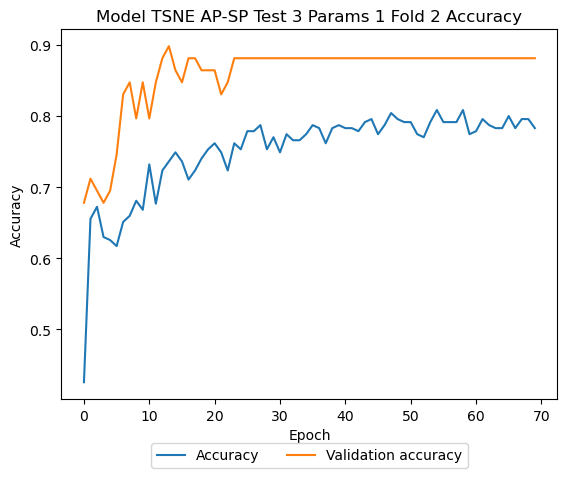 Model TSNE AP-SP Test 3 Params 1 Fold 2 Accuracy
0.9
0.8
0.7
0.6
0.5
Accuracy
0 10 20 30 40 50 60 70
Epoch
Accuracy Validation accuracy